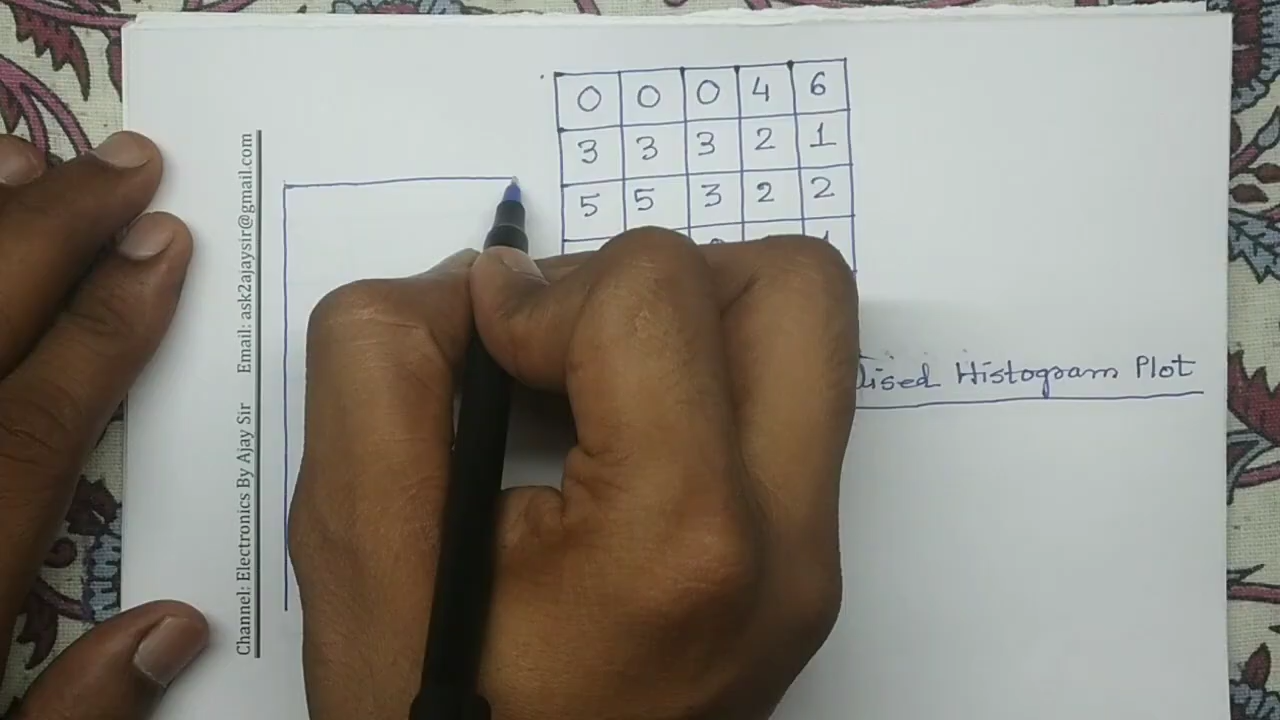 0 0 0 4 6
3 3 3 2 1
5 5 3 2 2
Histogram Plot
Channel: Electronics By Ajay Sir Email: ask2ajaysir@gmail.com